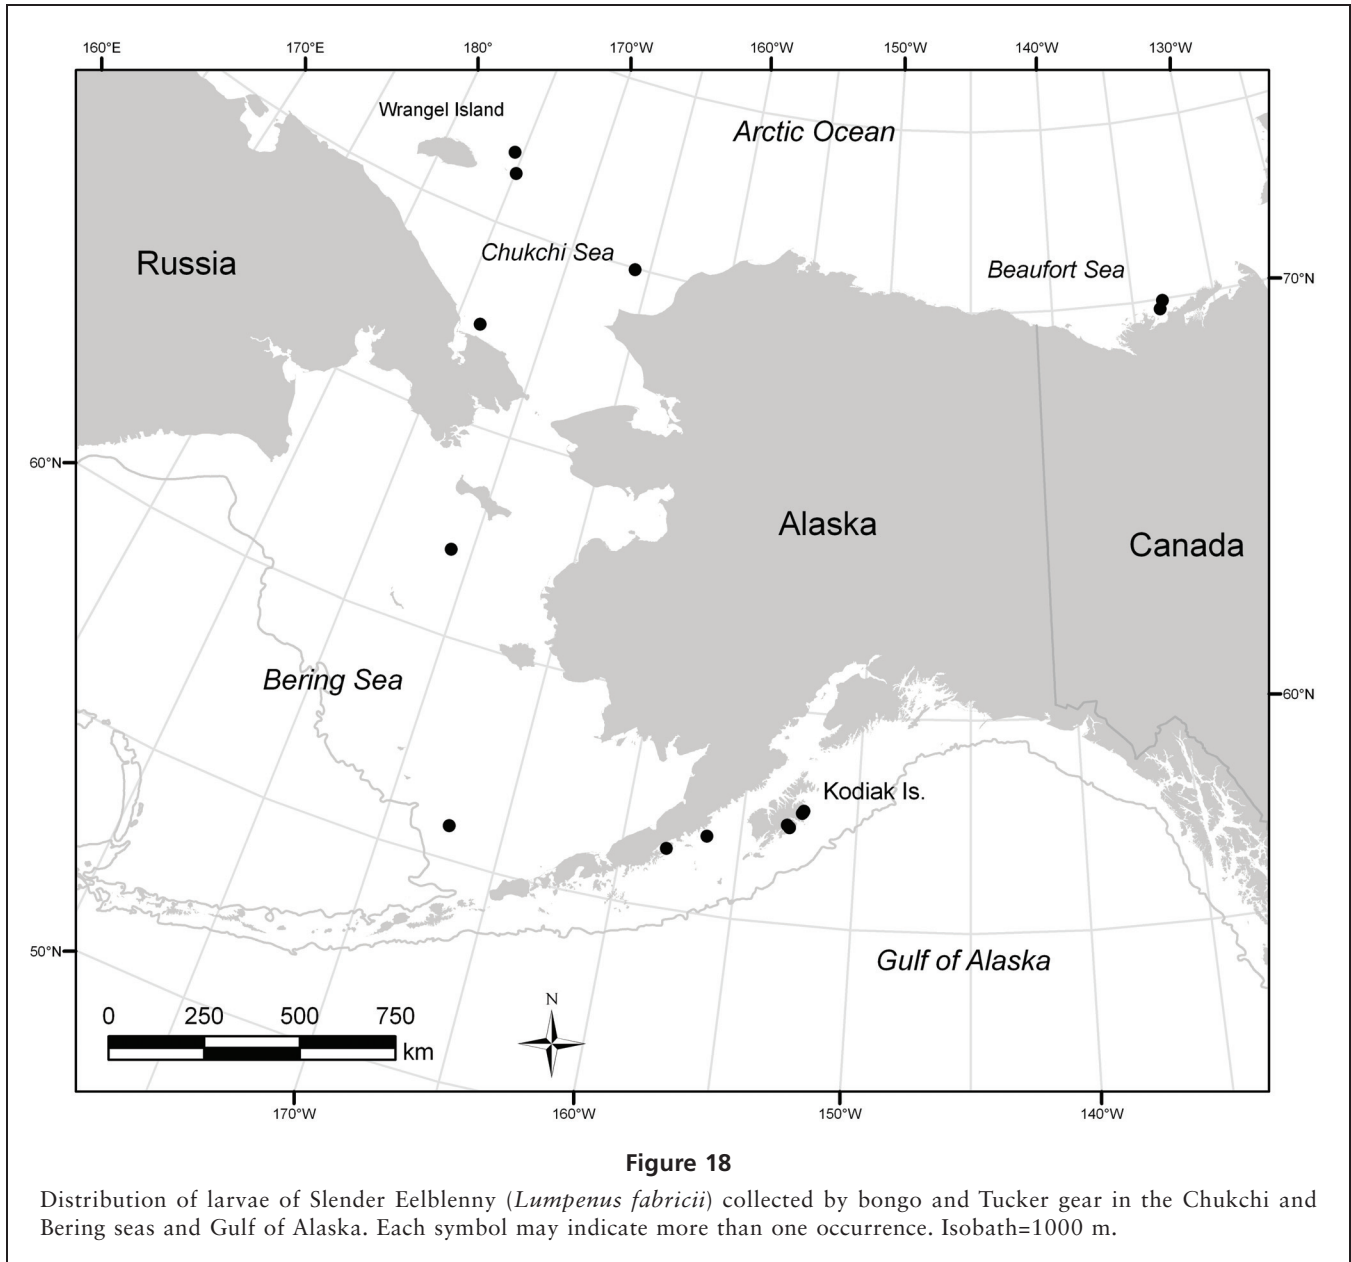 160°E 170°E 180° 170°W 160°W 150°W 140°W 130°W
Wrangel Island
Arctic Ocean
Russia
Chukchi Sea
Beaufort Sea
70°N
60°N
Alaska
Canada
Bering Sea
60°N
Kodiak Is.
50°N
Gulf of Alaska
N
0 250 500 750
km
170°W 160°W 150°W 140°W
Figure 18
Distribution of larvae of Slender Eelblenny (Lumpenus fabricii) collected by bongo and Tucker gear in the Chukchi and
Bering seas and Gulf of Alaska. Each symbol may indicate more than one occurrence. Isobath=1000 m.